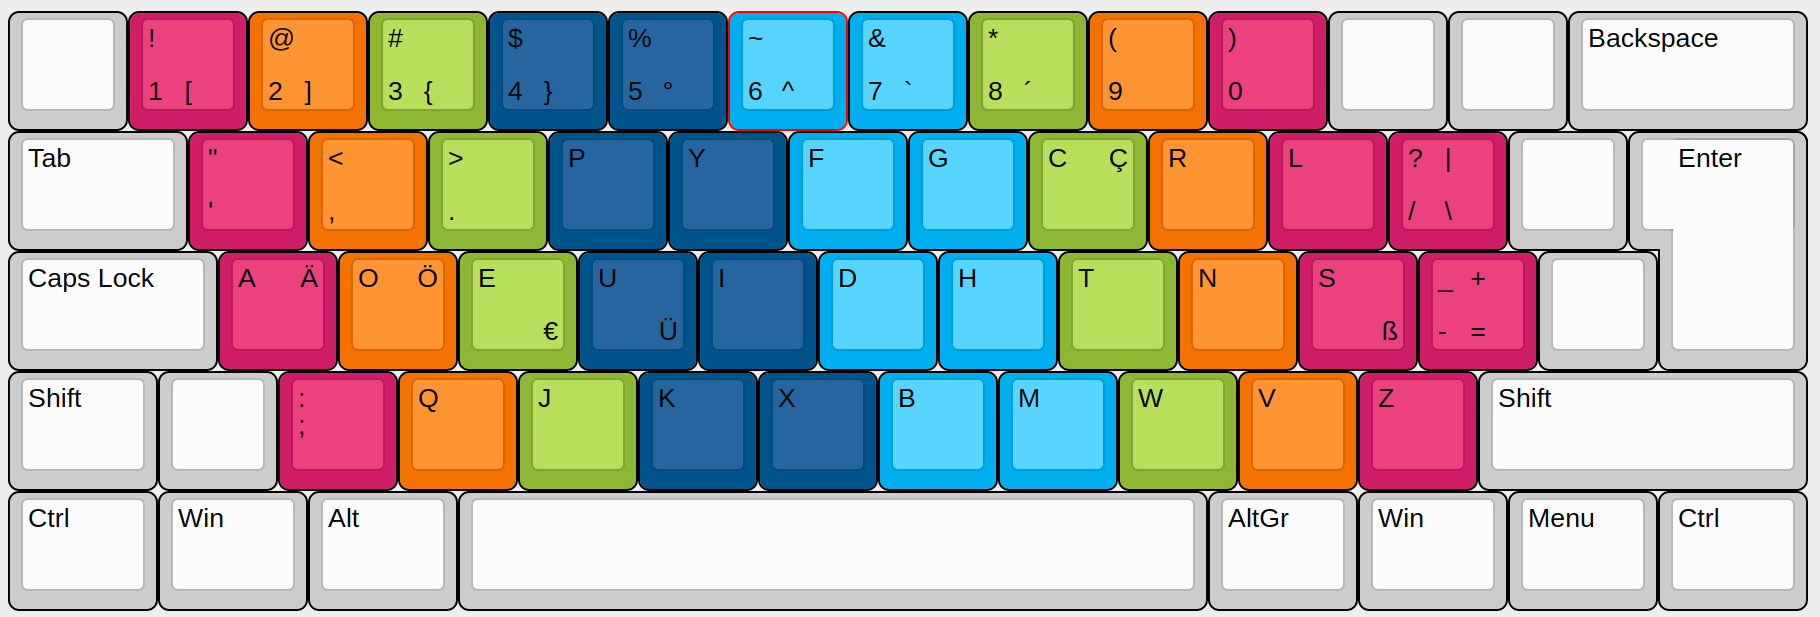 ! @ # $ % ~ & * ( ) Backspace
1 [ 2 ] 3 { 4 } 5 ° 6 ^ 7 ` 8 ´ 9 0
Tab " < > P Y F G C Ç R L ? | Enter
' , . / \
Caps Lock A Ä O Ö E U I D H T N S _ +
€ Ü ß - =
Shift : Q J K X B M W V Z Shift
;
Ctrl Win Alt AltGr Win Menu Ctrl